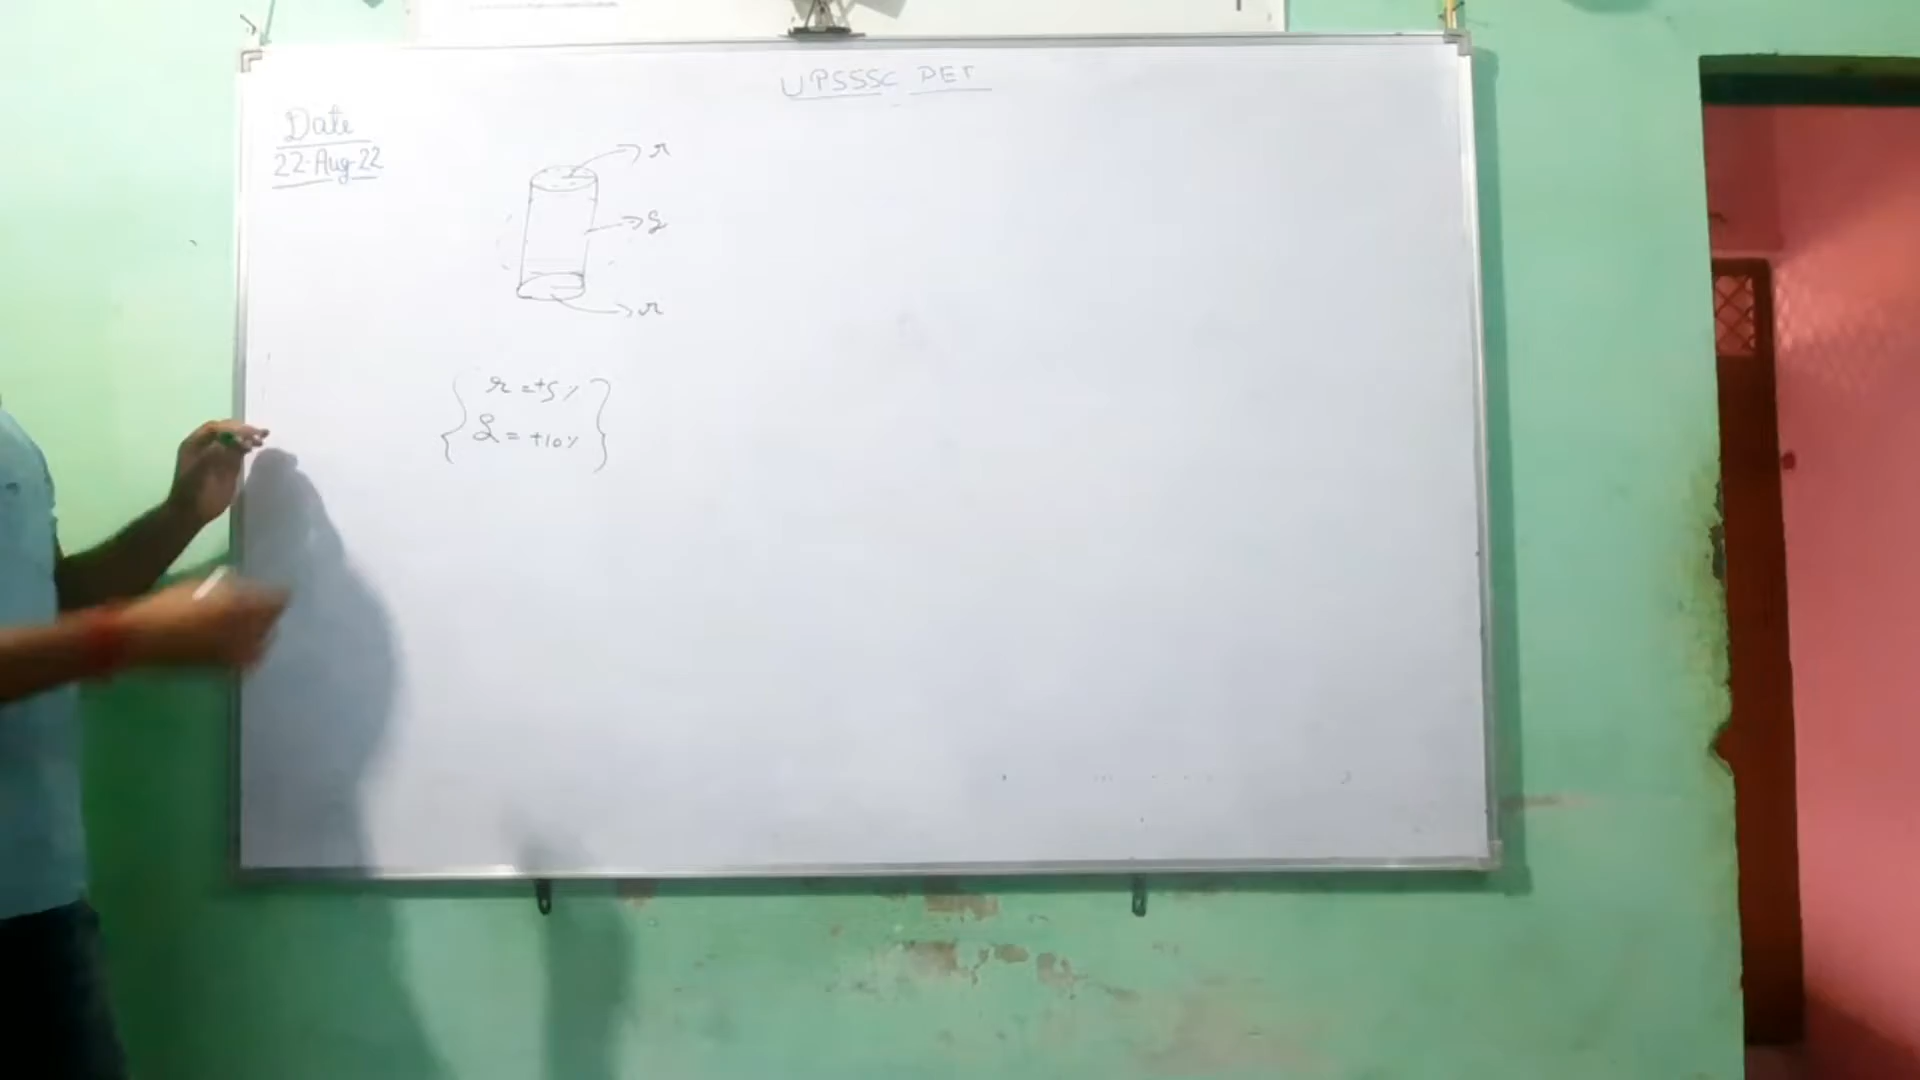 UPSSSC PET
Date
22-Aug-22
r
r
r = +5%
= +10%